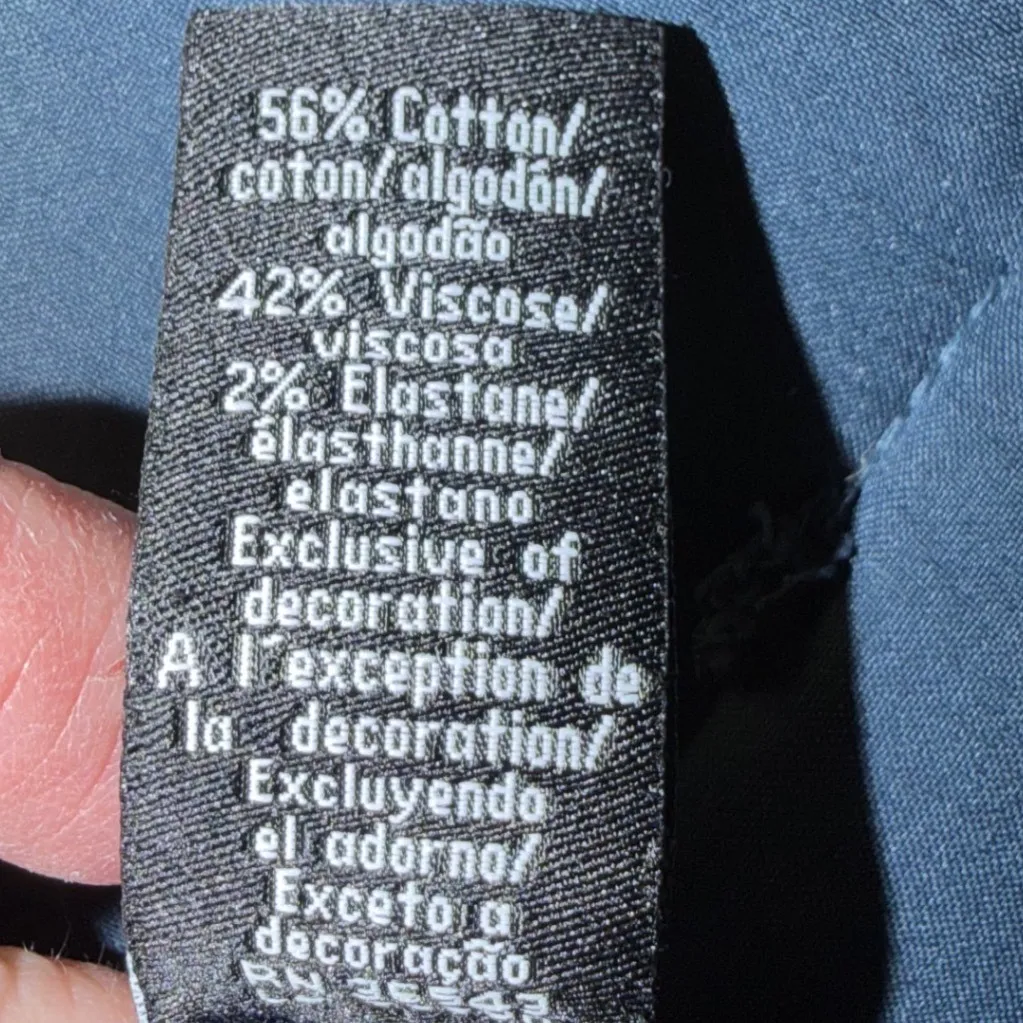 56% Cotton/
coton/algodón/
algodão
42% Viscose/
viscosa
2% Elastane/
élasthanne/
elastano
Exclusive of
decoration/
A l'exception de
la decoration/
Excluyendo
el adorno/
Exceto a
decoração
RN